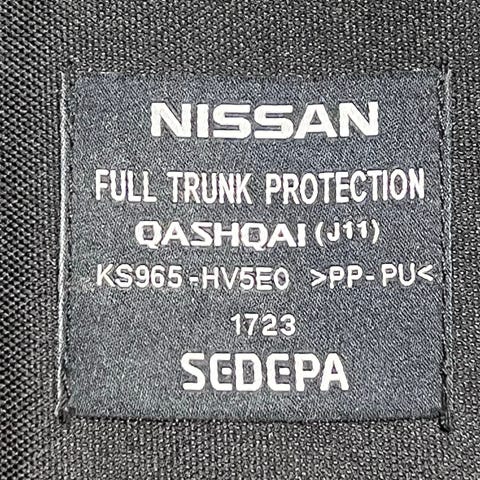 NISSAN
FULL TRUNK PROTECTION
QASHQAI (J11)
KS965-HV5E0 >PP-PU<
1723
SEDEPA